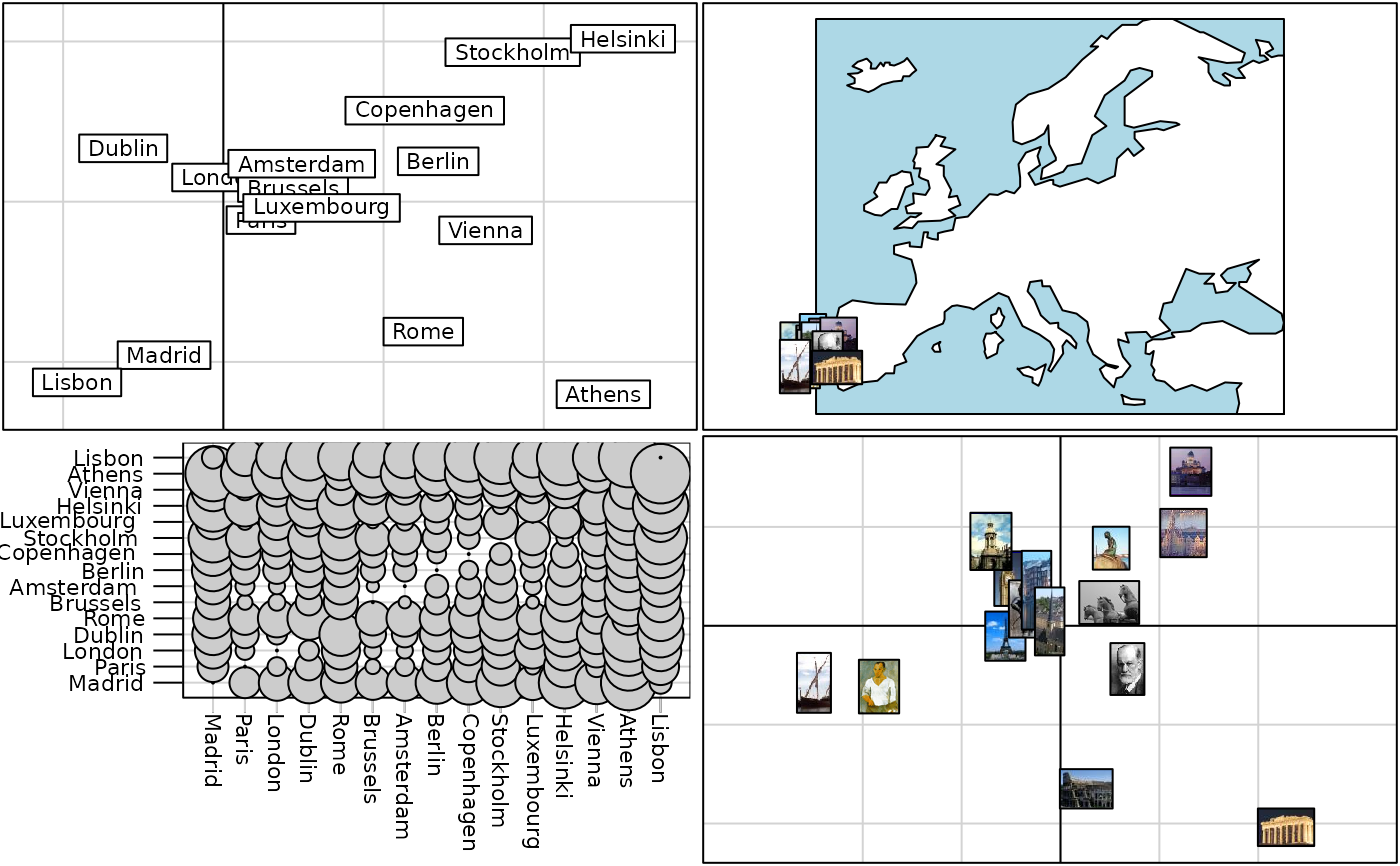 Helsinki
Stockholm
Copenhagen
Dublin
Amsterdam
Berlin
Lond
Brussels
Luxembourg
Paris
Vienna
Rome
Madrid
Lisbon
Athens
Lisbon
Athens
Vienna
Helsinki
Luxembourg
Stockholm
Copenhagen
Berlin
Amsterdam
Brussels
Rome
Dublin
London
Paris
Madrid
Madrid
Paris
London
Dublin
Rome
Brussels
Amsterdam
Berlin
Copenhagen
Stockholm
Luxembourg
Helsinki
Vienna
Athens
Lisbon